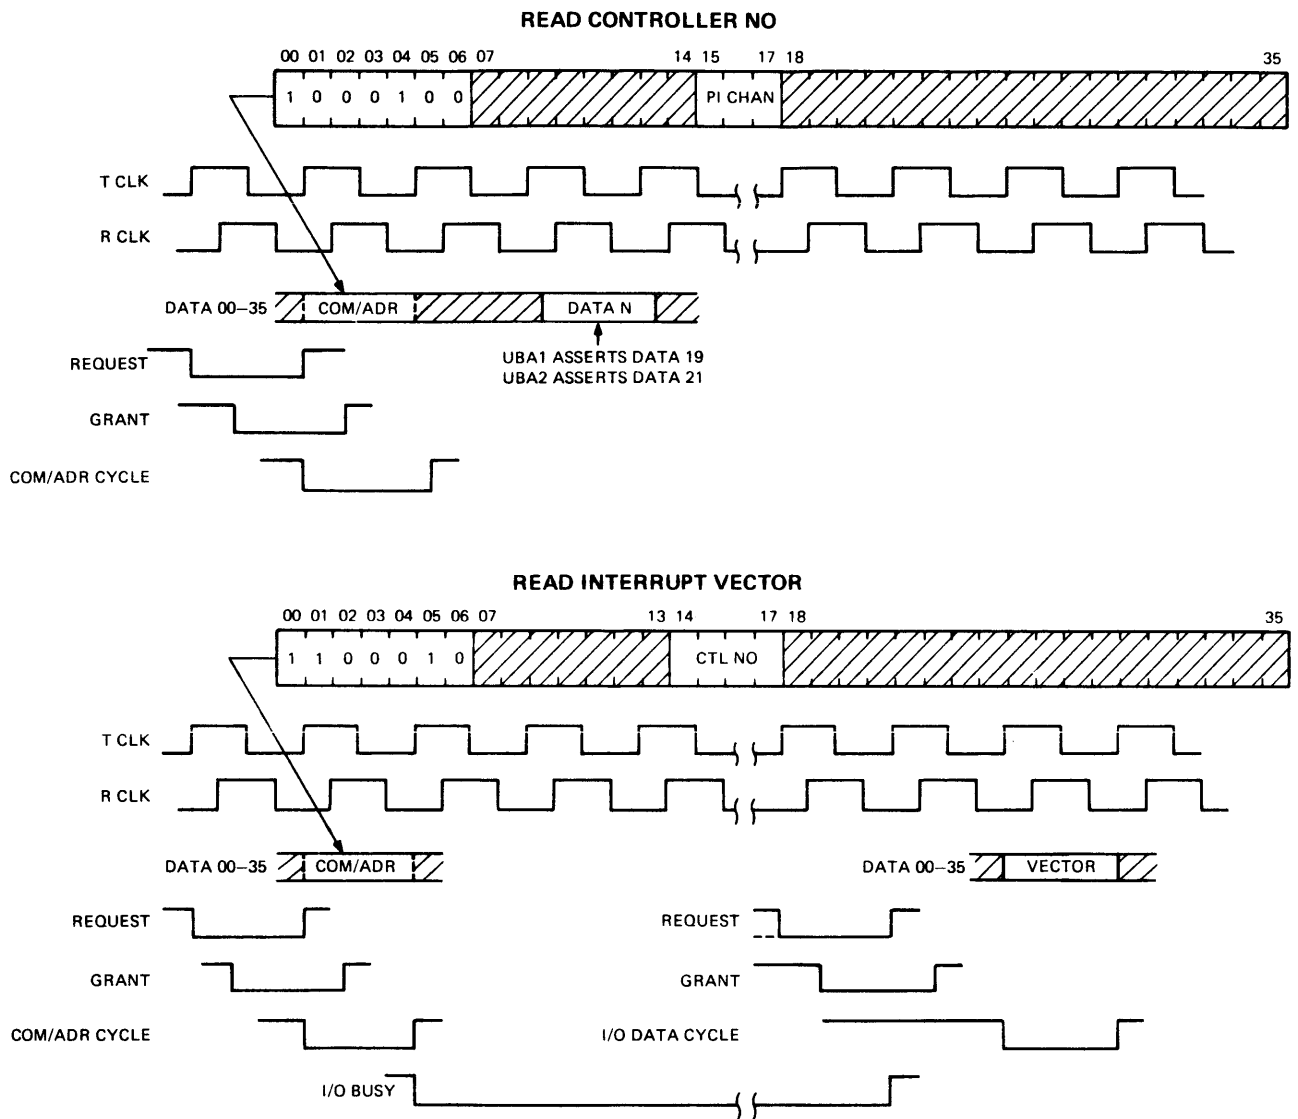 READ CONTROLLER NO
00 01 02 03 04 05 06 07 14 15 17 18 35
1 0 0 0 1 0 0 PI CHAN
T CLK
R CLK
DATA 00–35 COM/ADR DATA N
UBA1 ASSERTS DATA 19
UBA2 ASSERTS DATA 21
REQUEST
GRANT
COM/ADR CYCLE
READ INTERRUPT VECTOR
00 01 02 03 04 05 06 07 13 14 17 18 35
1 1 0 0 0 1 0 CTL NO
T CLK
R CLK
DATA 00–35 COM/ADR DATA 00–35 VECTOR
REQUEST REQUEST
GRANT GRANT
COM/ADR CYCLE I/O DATA CYCLE
I/O BUSY